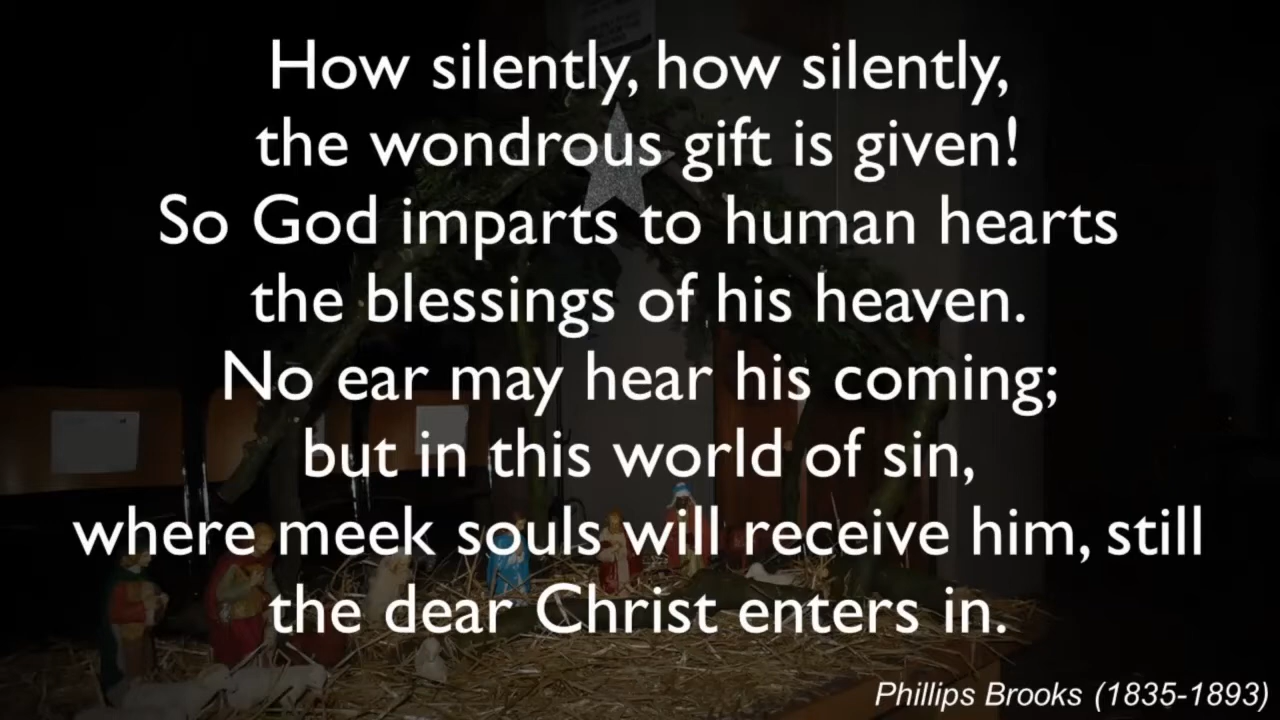 How silently, how silently,
the wondrous gift is given!
So God imparts to human hearts
the blessings of his heaven.
No ear may hear his coming;
but in this world of sin,
where meek souls will receive him, still
the dear Christ enters in.
Phillips Brooks (1835-1893)